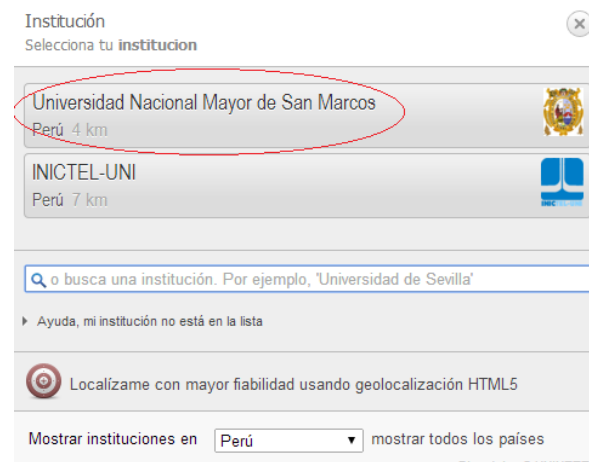 Institución
Selecciona tu institucion
Universidad Nacional Mayor de San Marcos
Perú 4 km
INICTEL-UNI
Perú 7 km
o busca una institución. Por ejemplo, 'Universidad de Sevilla'
Ayuda, mi institución no está en la lista
Localízame con mayor fiabilidad usando geolocalización HTML5
Mostrar instituciones en Perú mostrar todos los países